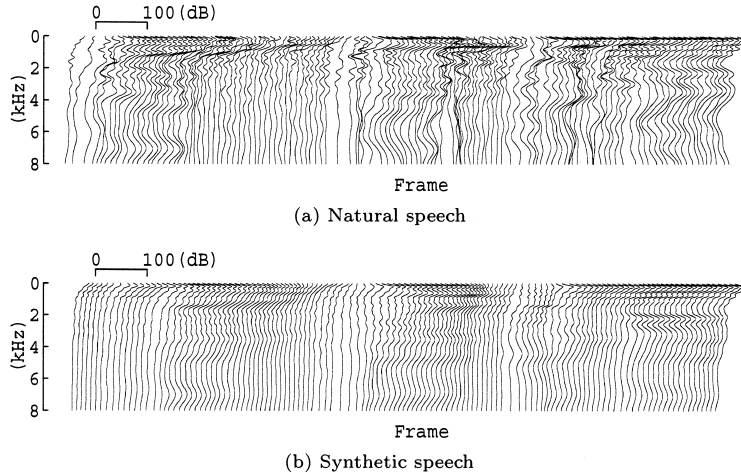 0 100(dB)
0
2
4
6
8
(kHz)
Frame
(a) Natural speech
0 100(dB)
0
2
4
6
8
(kHz)
Frame
(b) Synthetic speech